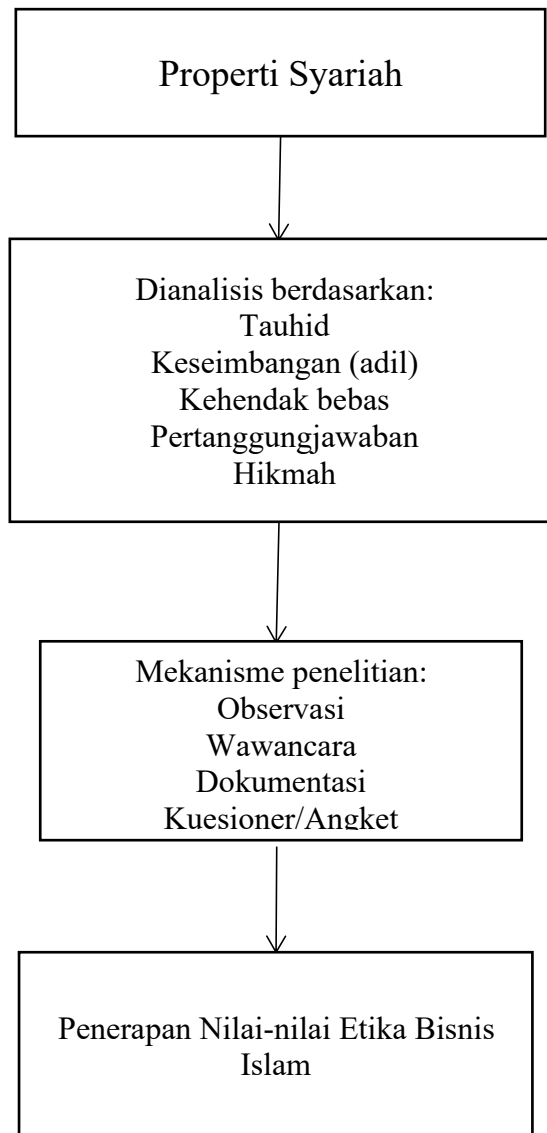 Properti Syariah
Dianalisis berdasarkan:
Tauhid
Keseimbangan (adil)
Kehendak bebas
Pertanggungjawaban
Hikmah
Mekanisme penelitian:
Observasi
Wawancara
Dokumentasi
Kuesioner/Angket
Penerapan Nilai-nilai Etika Bisnis
Islam